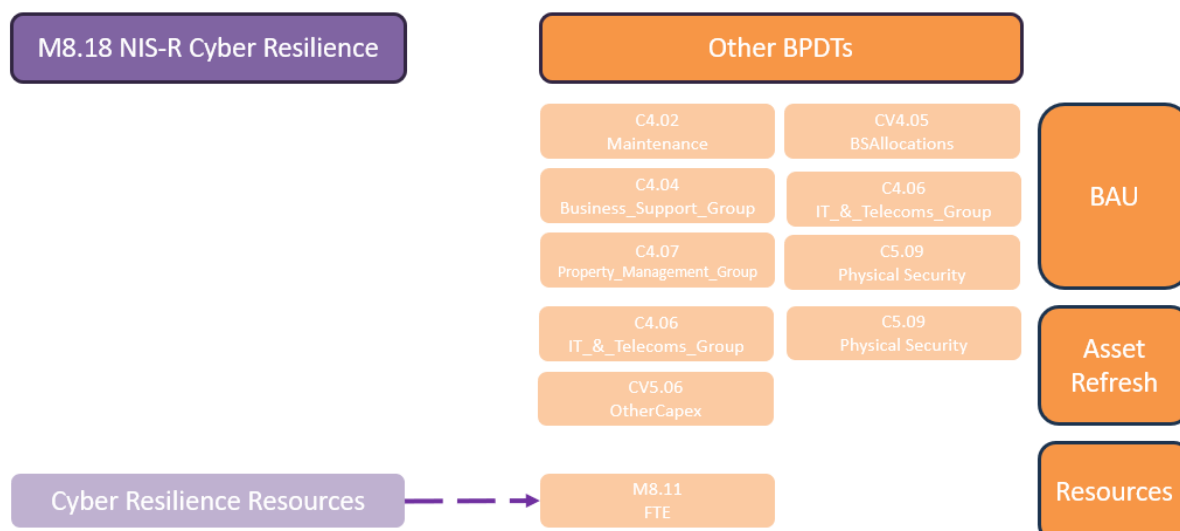 M8.18 NIS-R Cyber Resilience
Other BPDTs
C4.02
Maintenance
CV4.05
BSAllocations
C4.04
Business_Support_Group
C4.06
IT_&_Telecoms_Group
C4.07
Property_Management_Group
C5.09
Physical Security
BAU
C4.06
IT_&_Telecoms_Group
C5.09
Physical Security
CV5.06
OtherCapex
Asset
Refresh
Cyber Resilience Resources
M8.11
FTE
Resources